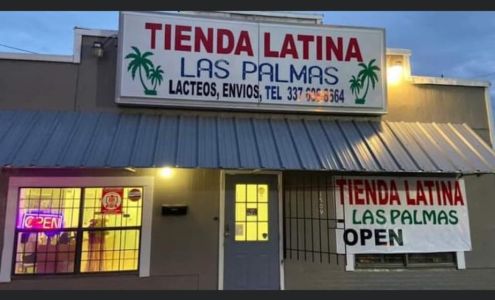 TIENDA LATINA
LAS PALMAS
LACTEOS, ENVIOS, TEL 337
OPEN
TIENDA LATINA
LAS PALMAS
OPEN